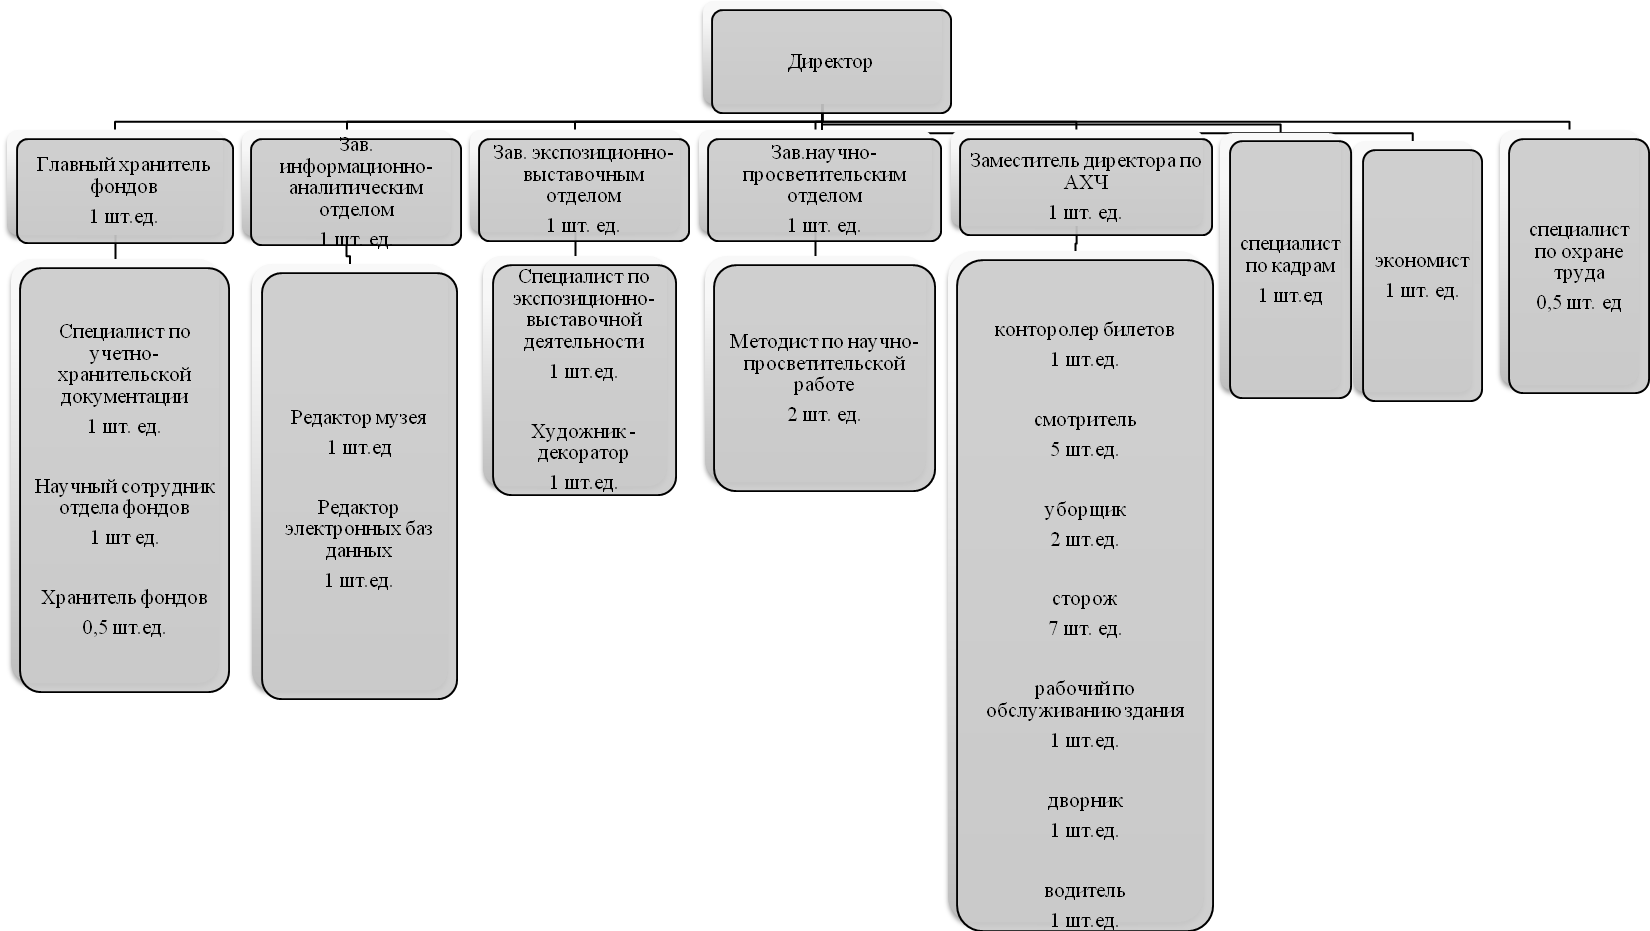 Директор
Главный хранитель
фондов
1 шт.ед.
Зав.
информационно-
аналитическим
отделом
1 шт. ед.
Зав. экспозиционно-
выставочным
отделом
1 шт. ед.
Зав.научно-
просветительским
отделом
1 шт. ед.
Заместитель директора по
АХЧ
1 шт. ед.
специалист
по кадрам
1 шт.ед
экономист
1 шт. ед.
специалист
по охране
труда
0,5 шт. ед
Специалист по
учетно-
хранительской
документации
1 шт. ед.
Научный сотрудник
отдела фондов
1 шт ед.
Хранитель фондов
0,5 шт.ед.
Редактор музея
1 шт.ед
Редактор
электронных баз
данных
1 шт.ед.
Специалист по
экспозиционно-
выставочной
деятельности
1 шт.ед.
Художник -
декоратор
1 шт.ед.
Методист по научно-
просветительской
работе
2 шт. ед.
конторолер билетов
1 шт.ед.
смотритель
5 шт.ед.
уборщик
2 шт.ед.
сторож
7 шт. ед.
рабочий по
обслуживанию здания
1 шт.ед.
дворник
1 шт.ед.
водитель
1 шт.ед.